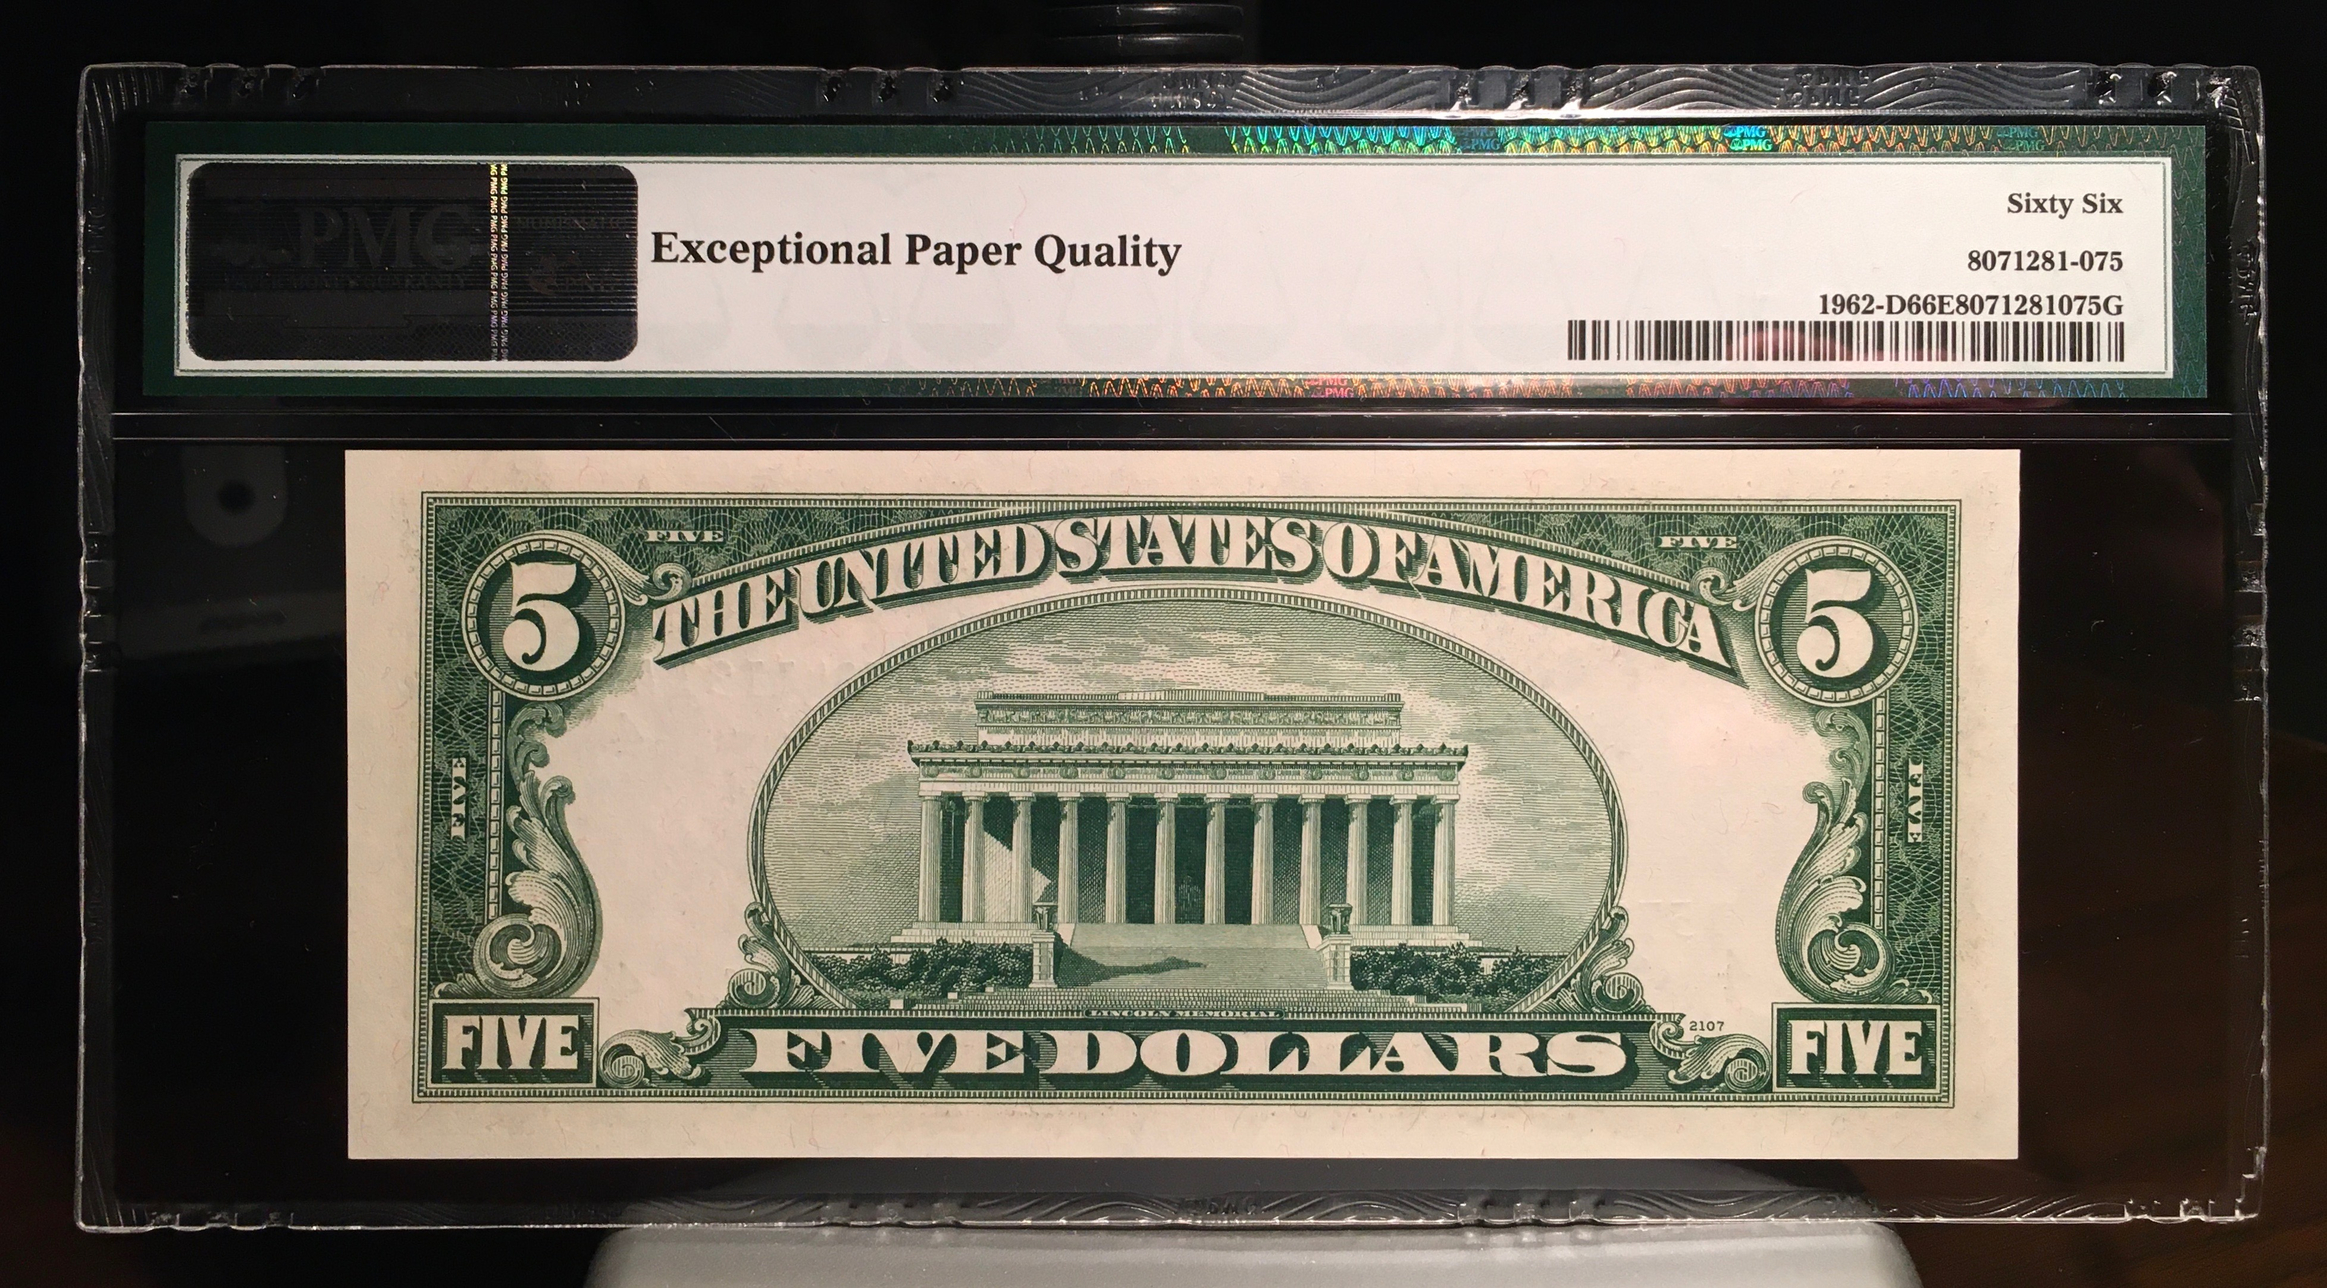 PMG
Exceptional Paper Quality
Sixty Six
8071281-075
1962-D66E8071281075G
THE UNITED STATES OF AMERICA
5
5
FIVE
FIVE
FIVE
FIVE
LINCOLN MEMORIAL
2107
FIVE
FIVE DOLLARS
FIVE